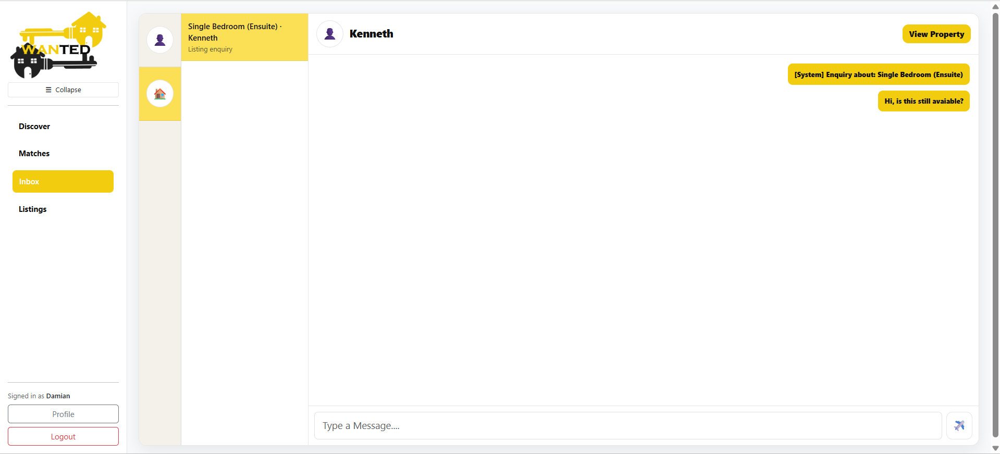 WANTED
☰ Collapse
Discover
Matches
Inbox
Listings
Signed in as Damian
Profile
Logout
Single Bedroom (Ensuite) ·
Kenneth
Listing enquiry
Kenneth
View Property
[System] Enquiry about: Single Bedroom (Ensuite)
Hi, is this still avaiable?
Type a Message....